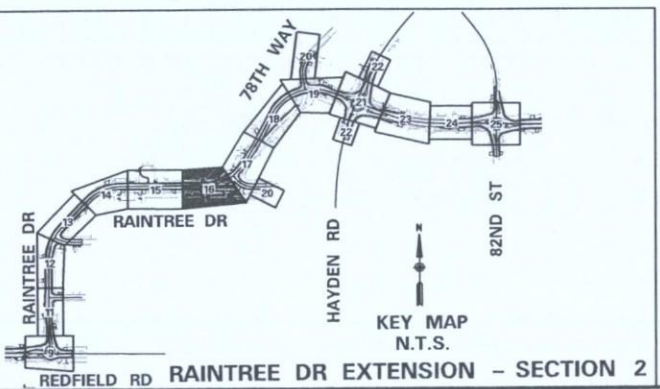 78TH WAY
20
22
19
21
18
23
24
25
22
17
16
20
15
14
RAINTREE DR
13
12
11
9
RAINTREE DR
HAYDEN RD
82ND ST
N
KEY MAP
N.T.S.
REDFIELD RD
RAINTREE DR EXTENSION - SECTION 2